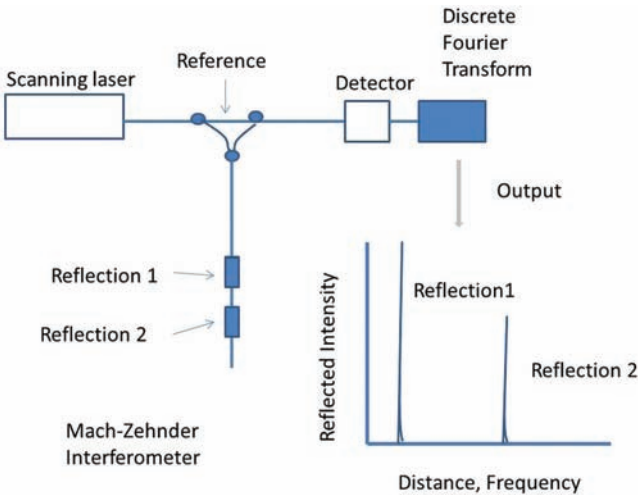 Discrete
Fourier
Transform
Scanning laser
Reference
Detector
Output
Reflection 1
Reflection 2
Reflected Intensity
Reflection1
Reflection 2
Mach-Zehnder
Interferometer
Distance, Frequency